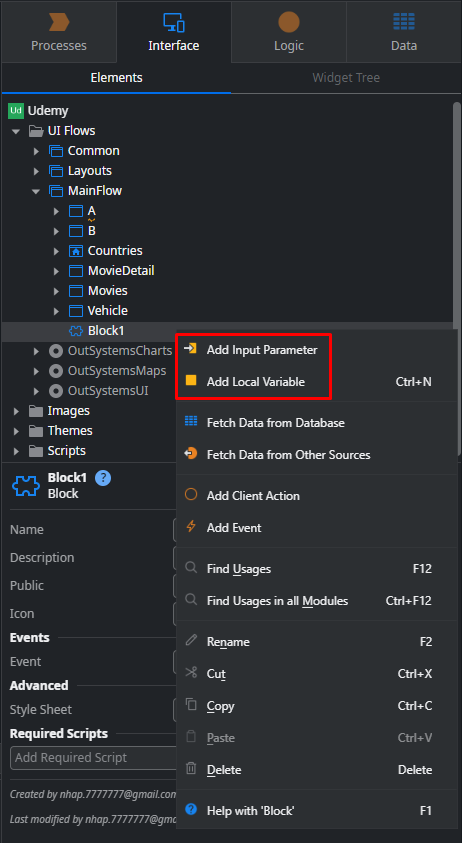 Processes
Interface
Logic
Data
Elements
Widget Tree
Ud Udemy
UI Flows
Common
Layouts
MainFlow
A
B
Countries
MovieDetail
Movies
Vehicle
Block1
OutSystemsCharts
OutSystemsMaps
OutSystemsUI
Images
Themes
Scripts
Add Input Parameter
Add Local Variable Ctrl+N
Fetch Data from Database
Fetch Data from Other Sources
Add Client Action
Add Event
Find Usages F12
Find Usages in all Modules Ctrl+F12
Rename F2
Cut Ctrl+X
Copy Ctrl+C
Paste Ctrl+V
Delete Delete
? Help with 'Block' F1
Block1 ?
Block
Name
Description
Public
Icon
Events
Event
Advanced
Style Sheet
Required Scripts
Add Required Script
Created by nhap.7777777@gmail.com
Last modified by nhap.7777777@gma